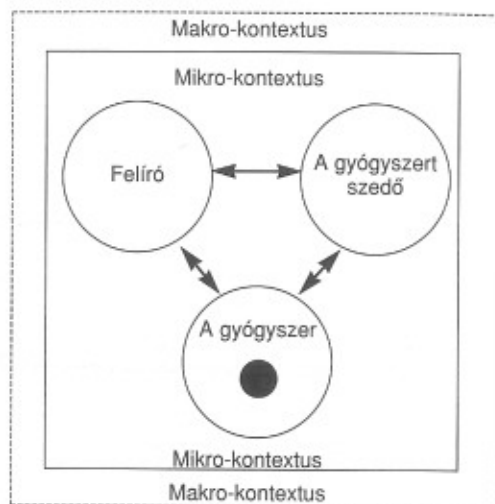 Makro-kontextus
Mikro-kontextus
Felíró
A gyógyszert
szedő
A gyógyszer
Mikro-kontextus
Makro-kontextus